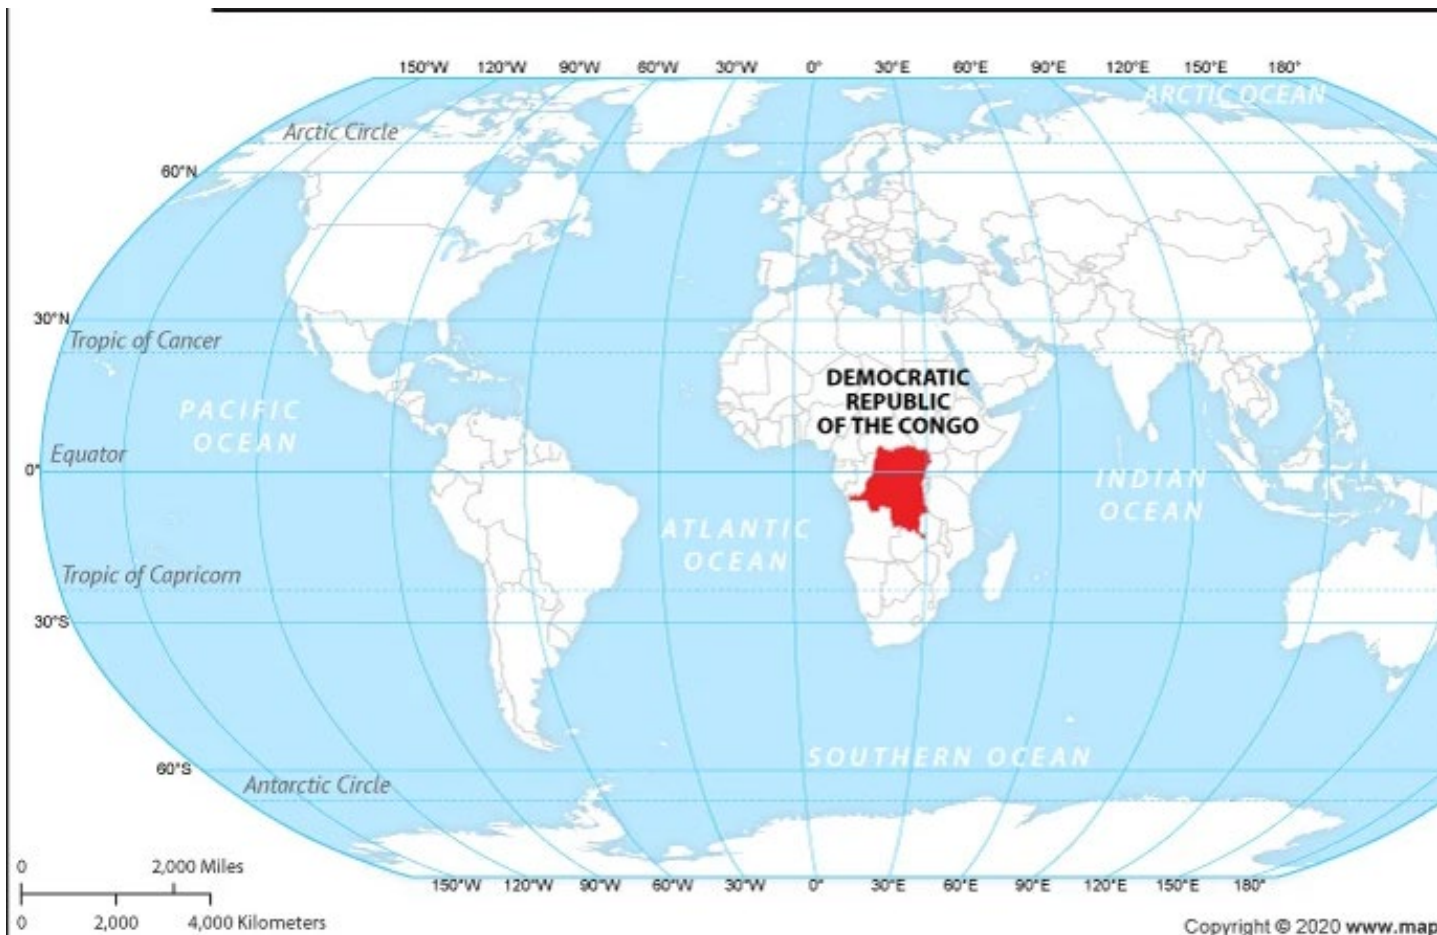 150°W 120°W 90°W 60°W 30°W 0° 30°E 60°E 90°E 120°E 150°E 180°
ARCTIC OCEAN
Arctic Circle
60°N
30°N
Tropic of Cancer
DEMOCRATIC
REPUBLIC
OF THE CONGO
PACIFIC
OCEAN
Equator
0°
INDIAN
OCEAN
ATLANTIC
OCEAN
Tropic of Capricorn
30°S
SOUTHERN OCEAN
60°S
Antarctic Circle
0 2,000 Miles
0 2,000 4,000 Kilometers
150°W 120°W 90°W 60°W 30°W 0° 30°E 60°E 90°E 120°E 150°E 180°
Copyright © 2020 www.map